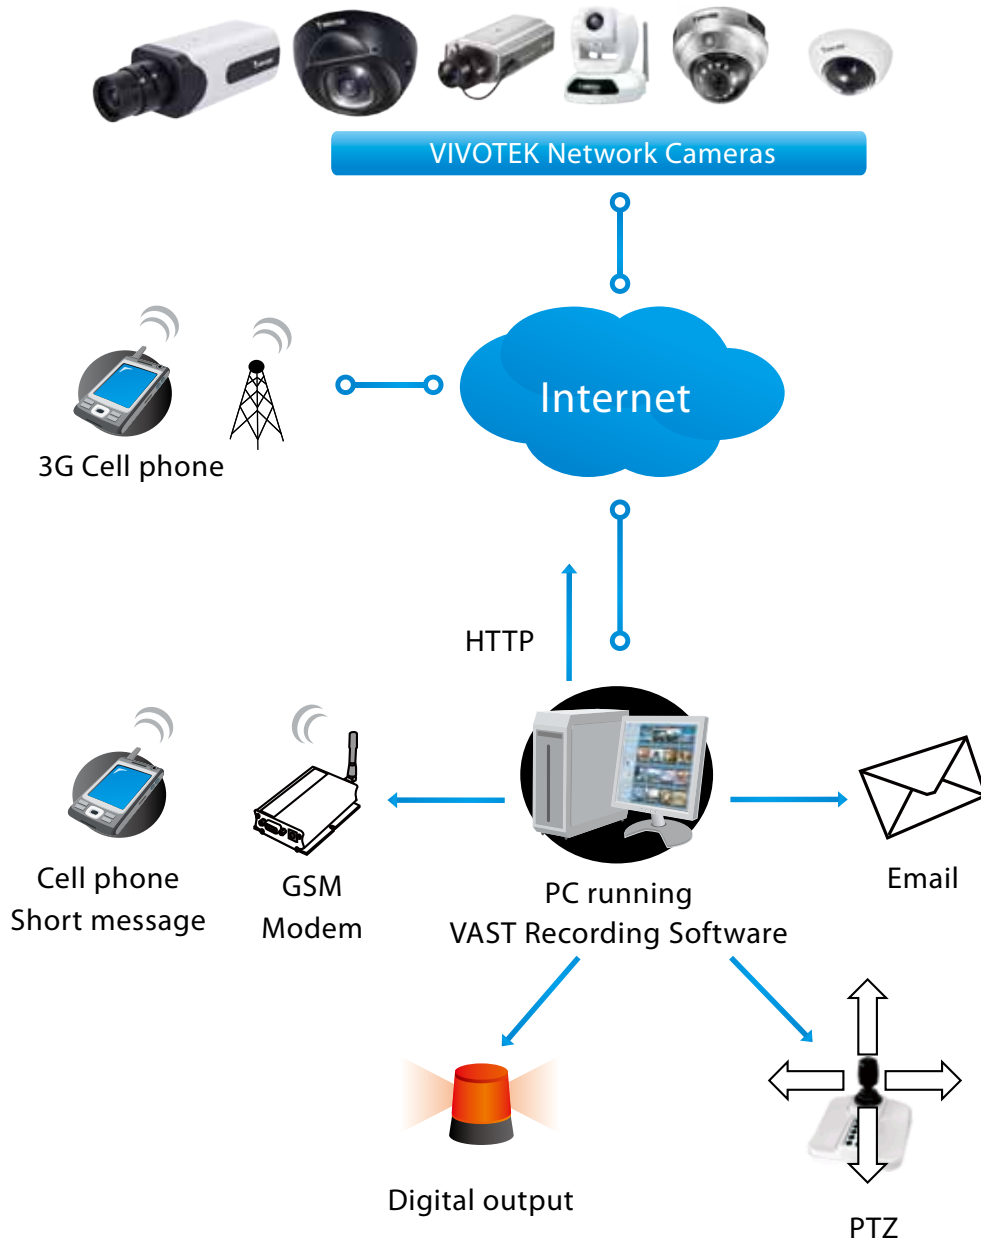 VIVOTEK Network Cameras
Internet
3G Cell phone
HTTP
Cell phone
Short message
GSM
Modem
PC running
VAST Recording Software
Email
Digital output
PTZ